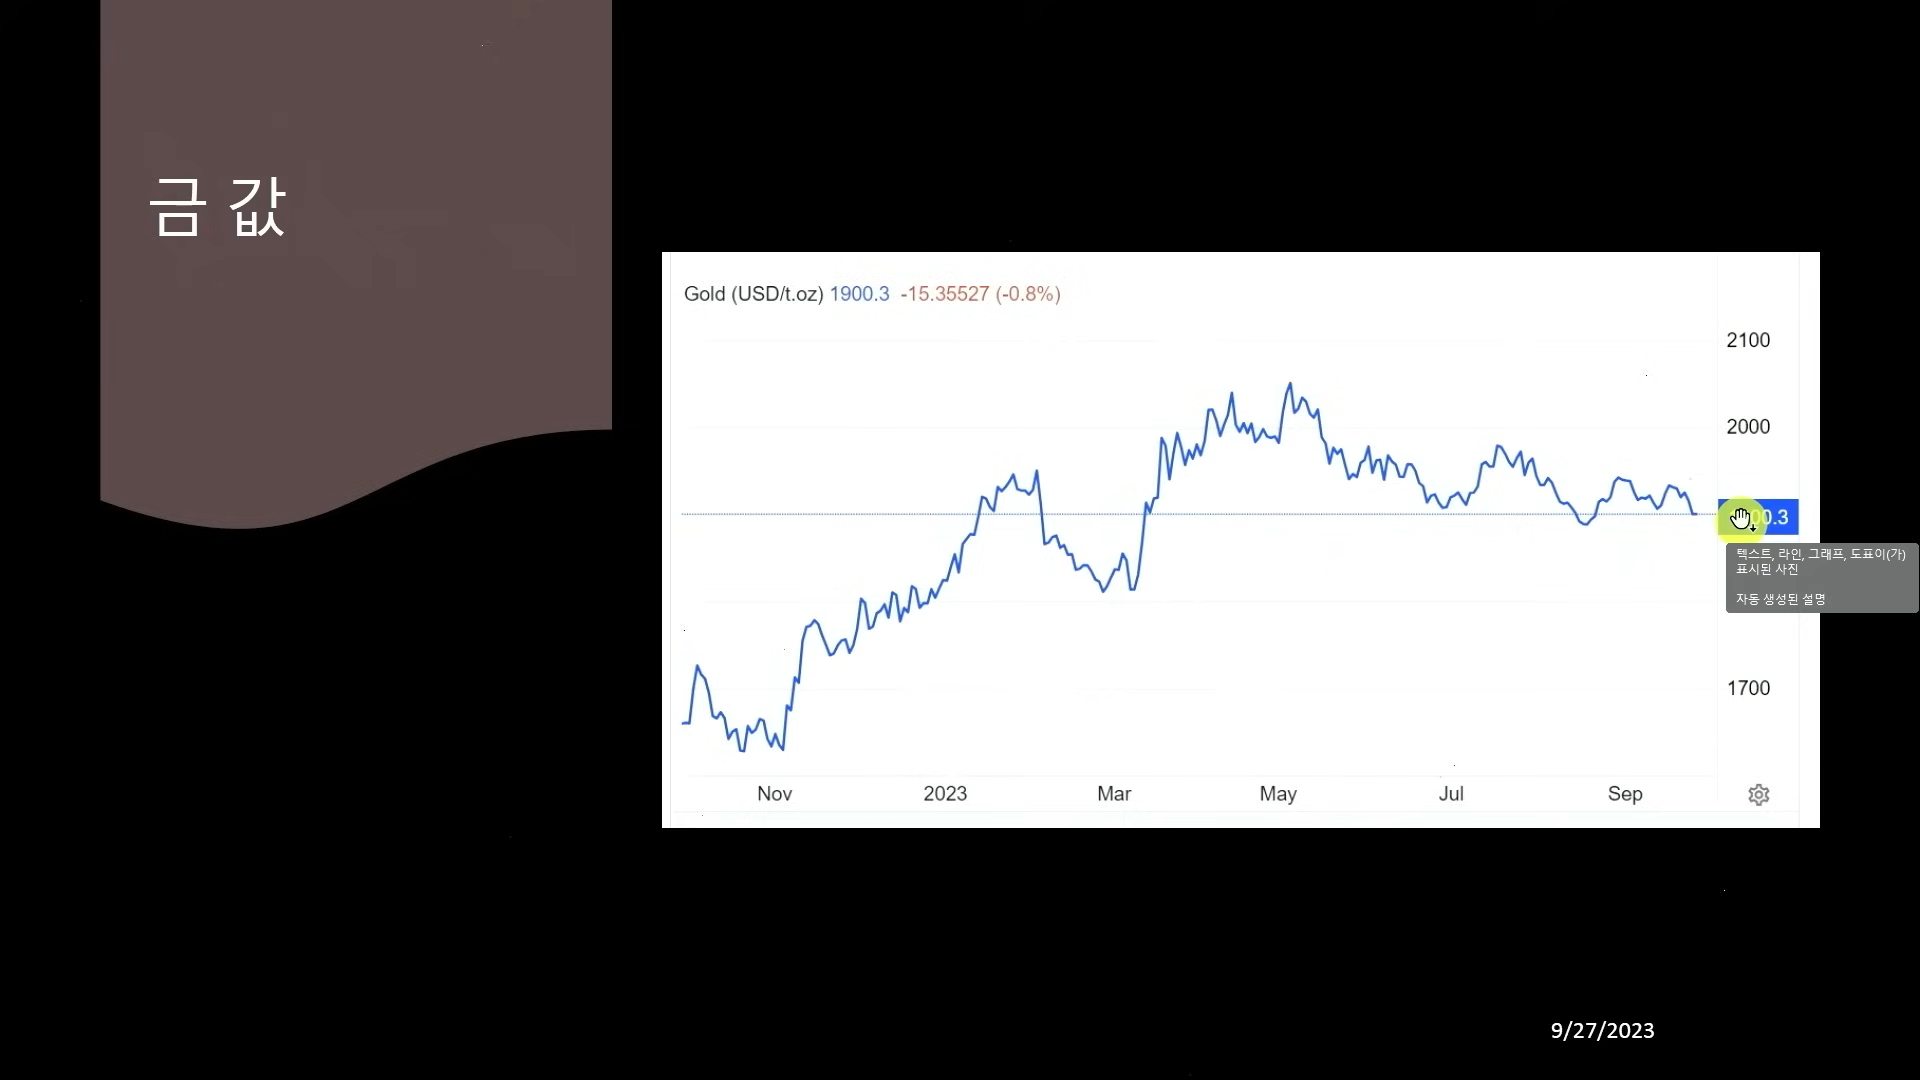 금 값
Gold (USD/t.oz) 1900.3 -15.35527 (-0.8%)
2100
2000
00.3
텍스트, 라인, 그래프, 도표이(가)
표시된 사진
자동 생성된 설명
1700
Nov 2023 Mar May Jul Sep
9/27/2023